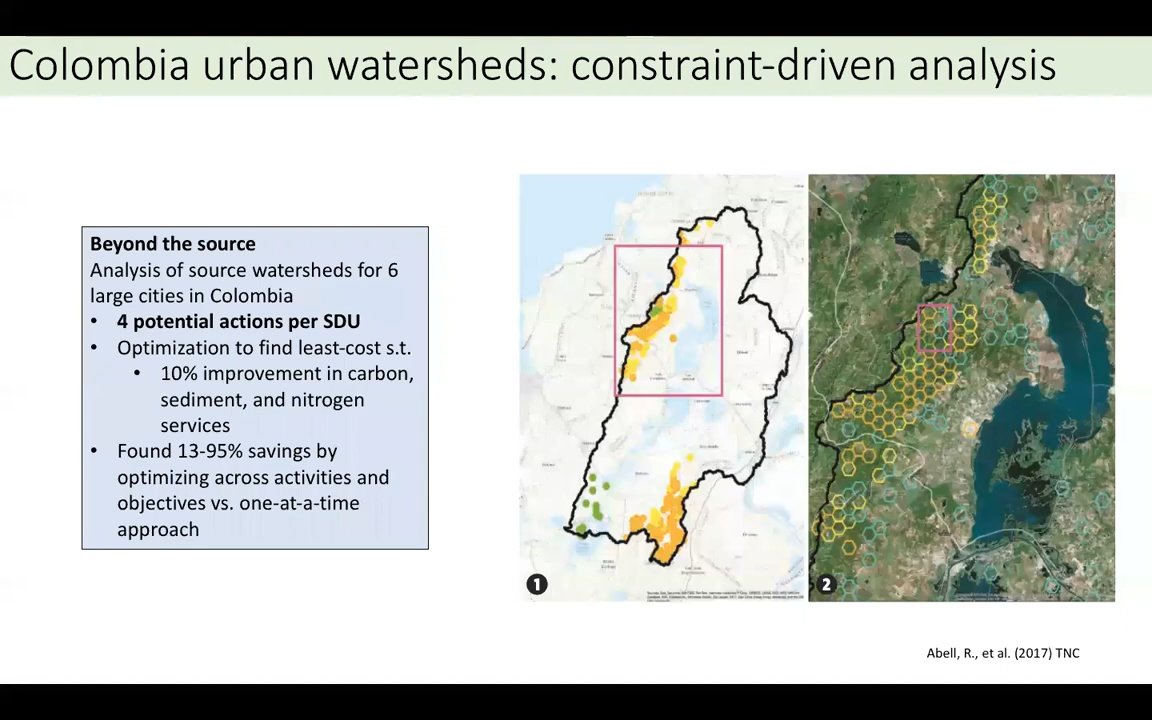 Colombia urban watersheds: constraint-driven analysis
Beyond the source
Analysis of source watersheds for 6
large cities in Colombia
• 4 potential actions per SDU
• Optimization to find least-cost s.t.
• 10% improvement in carbon,
sediment, and nitrogen
services
• Found 13-95% savings by
optimizing across activities and
objectives vs. one-at-a-time
approach
1
2
Abell, R., et al. (2017) TNC